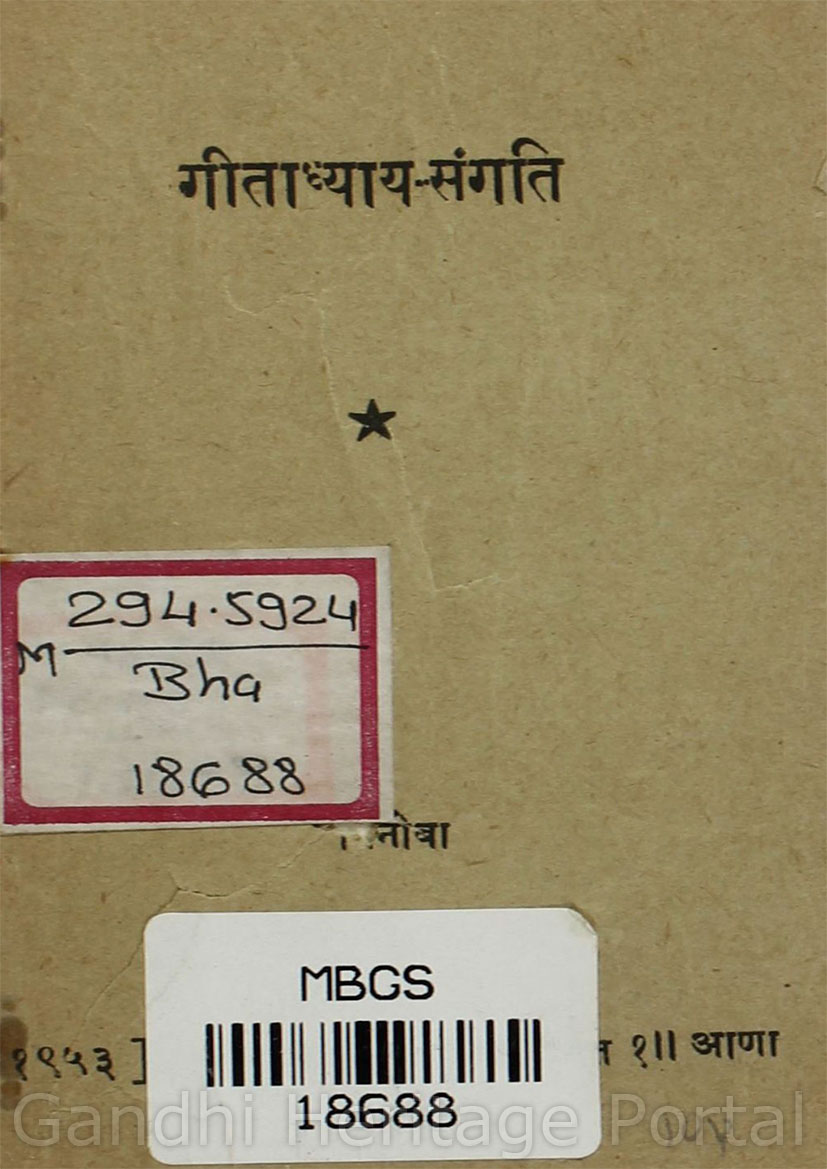 गीताध्याय-संगति
★
294.5924
M
Bha
18688
नोबा
MBGS
१९५३ ]
१॥ आणा
18688
Gandhi Heritage Portal